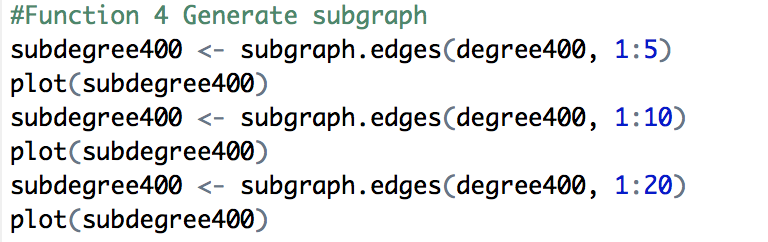 #Function 4 Generate subgraph
subdegree400 <- subgraph.edges(degree400, 1:5)
plot(subdegree400)
subdegree400 <- subgraph.edges(degree400, 1:10)
plot(subdegree400)
subdegree400 <- subgraph.edges(degree400, 1:20)
plot(subdegree400)